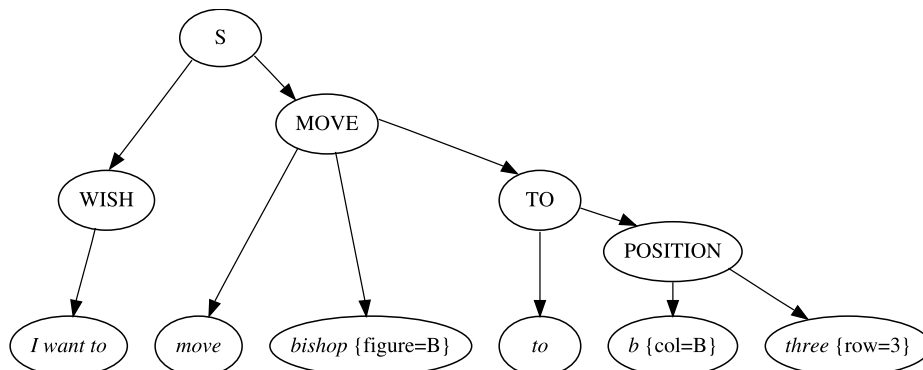 S
MOVE
WISH
TO
POSITION
I want to
move
bishop {figure=B}
to
b {col=B}
three {row=3}